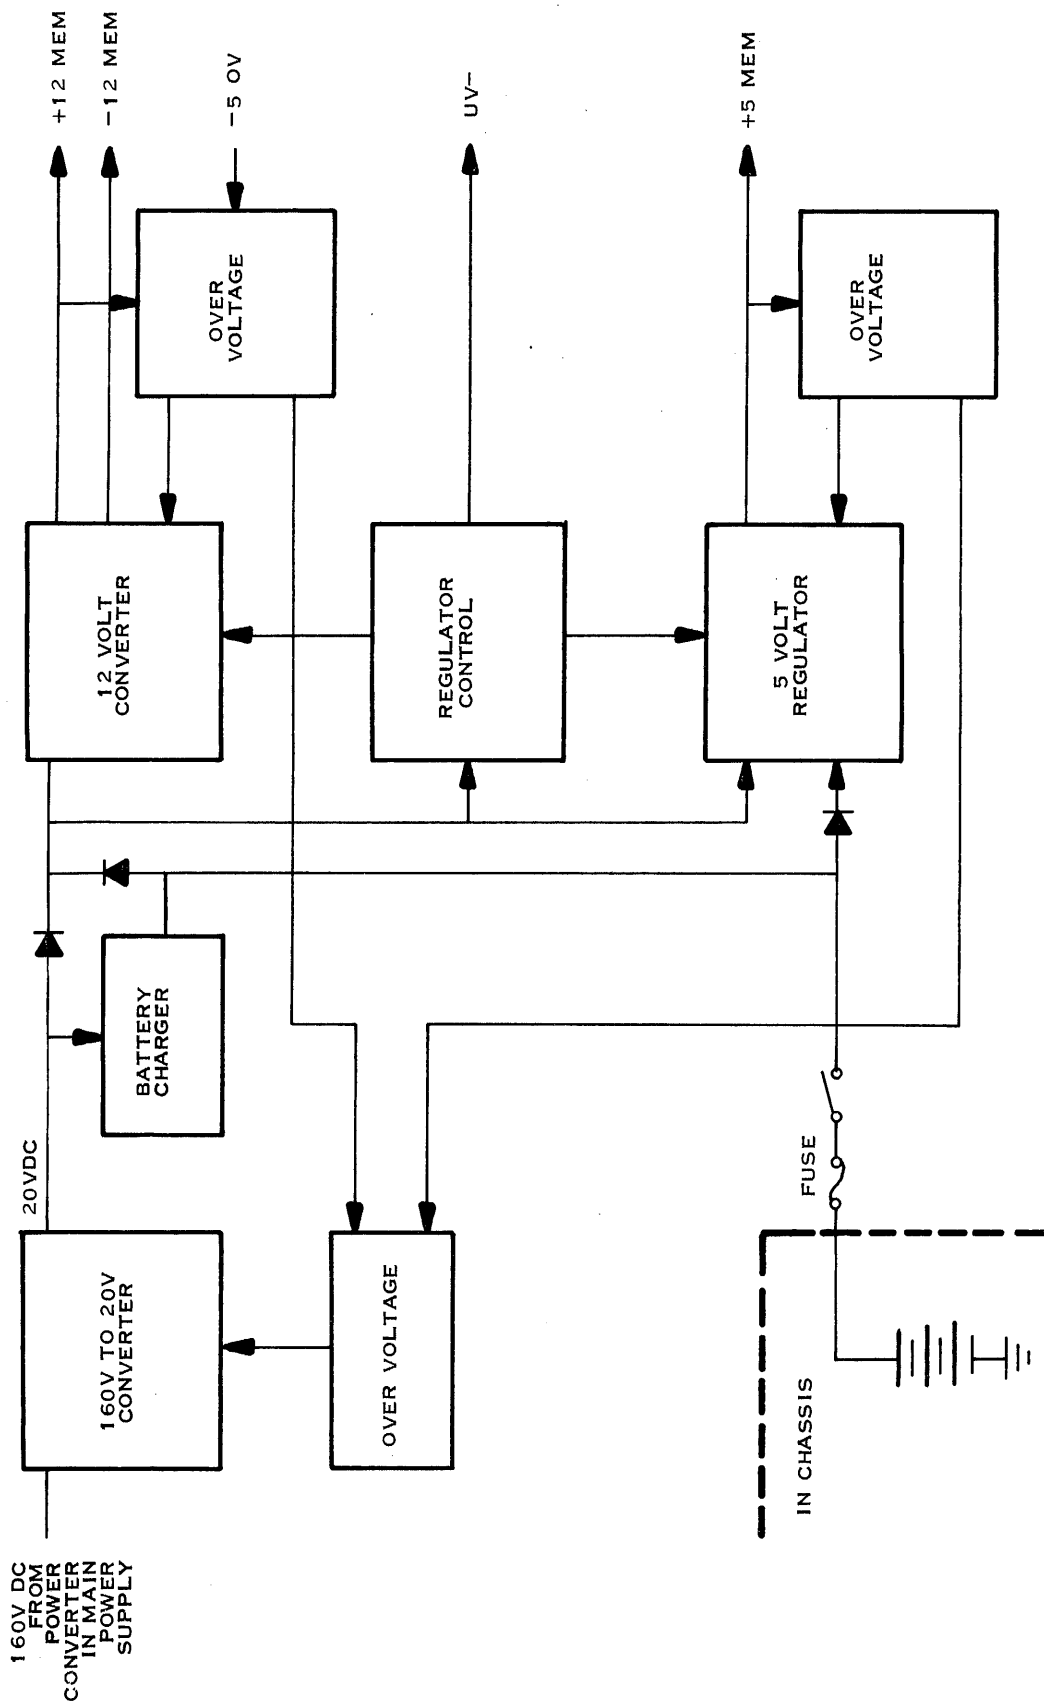 160V DC
FROM
POWER
CONVERTER
IN MAIN
POWER
SUPPLY
160V TO 20V
CONVERTER
20VDC
BATTERY
CHARGER
12 VOLT
CONVERTER
+12 MEM
-12 MEM
OVER
VOLTAGE
-5 OV
OVER VOLTAGE
REGULATOR
CONTROL
UV-
5 VOLT
REGULATOR
+5 MEM
OVER
VOLTAGE
FUSE
IN CHASSIS